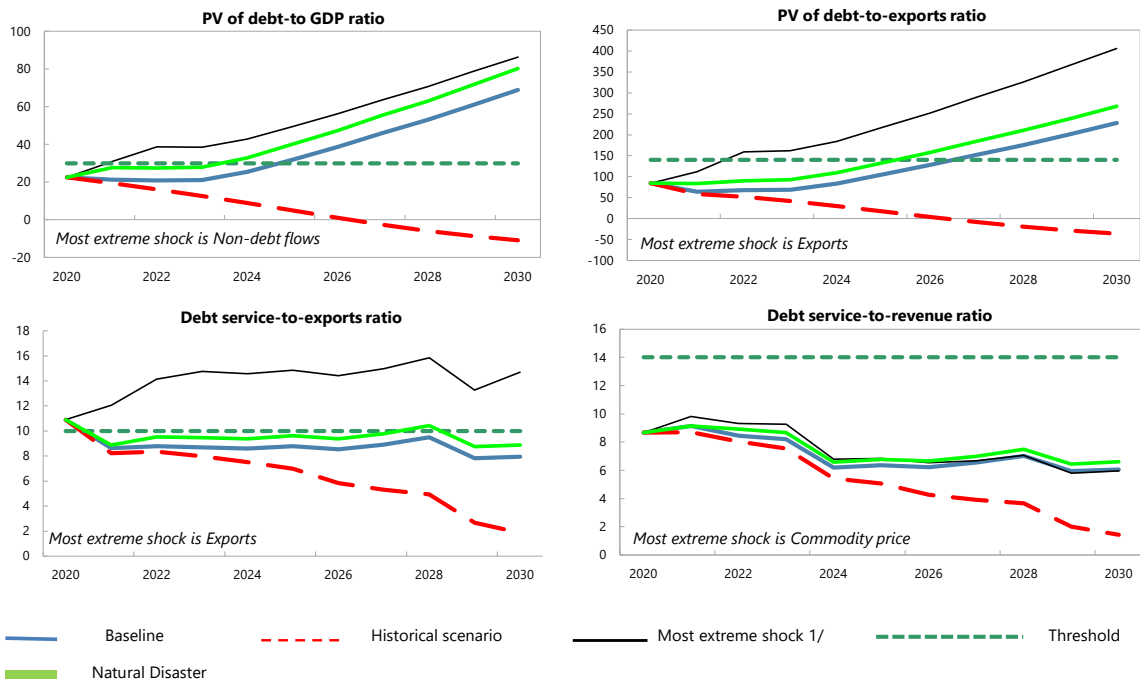 PV of debt-to GDP ratio
100
80
60
40
20
0
-20
Most extreme shock is Non-debt flows
2020 2022 2024 2026 2028 2030
PV of debt-to-exports ratio
450
400
350
300
250
200
150
100
50
0
-50
-100
Most extreme shock is Exports
2020 2022 2024 2026 2028 2030
Debt service-to-exports ratio
18
16
14
12
10
8
6
4
2
0
Most extreme shock is Exports
2020 2022 2024 2026 2028 2030
Debt service-to-revenue ratio
16
14
12
10
8
6
4
2
0
Most extreme shock is Commodity price
2020 2022 2024 2026 2028 2030
Baseline Historical scenario Most extreme shock 1/ Threshold
Natural Disaster